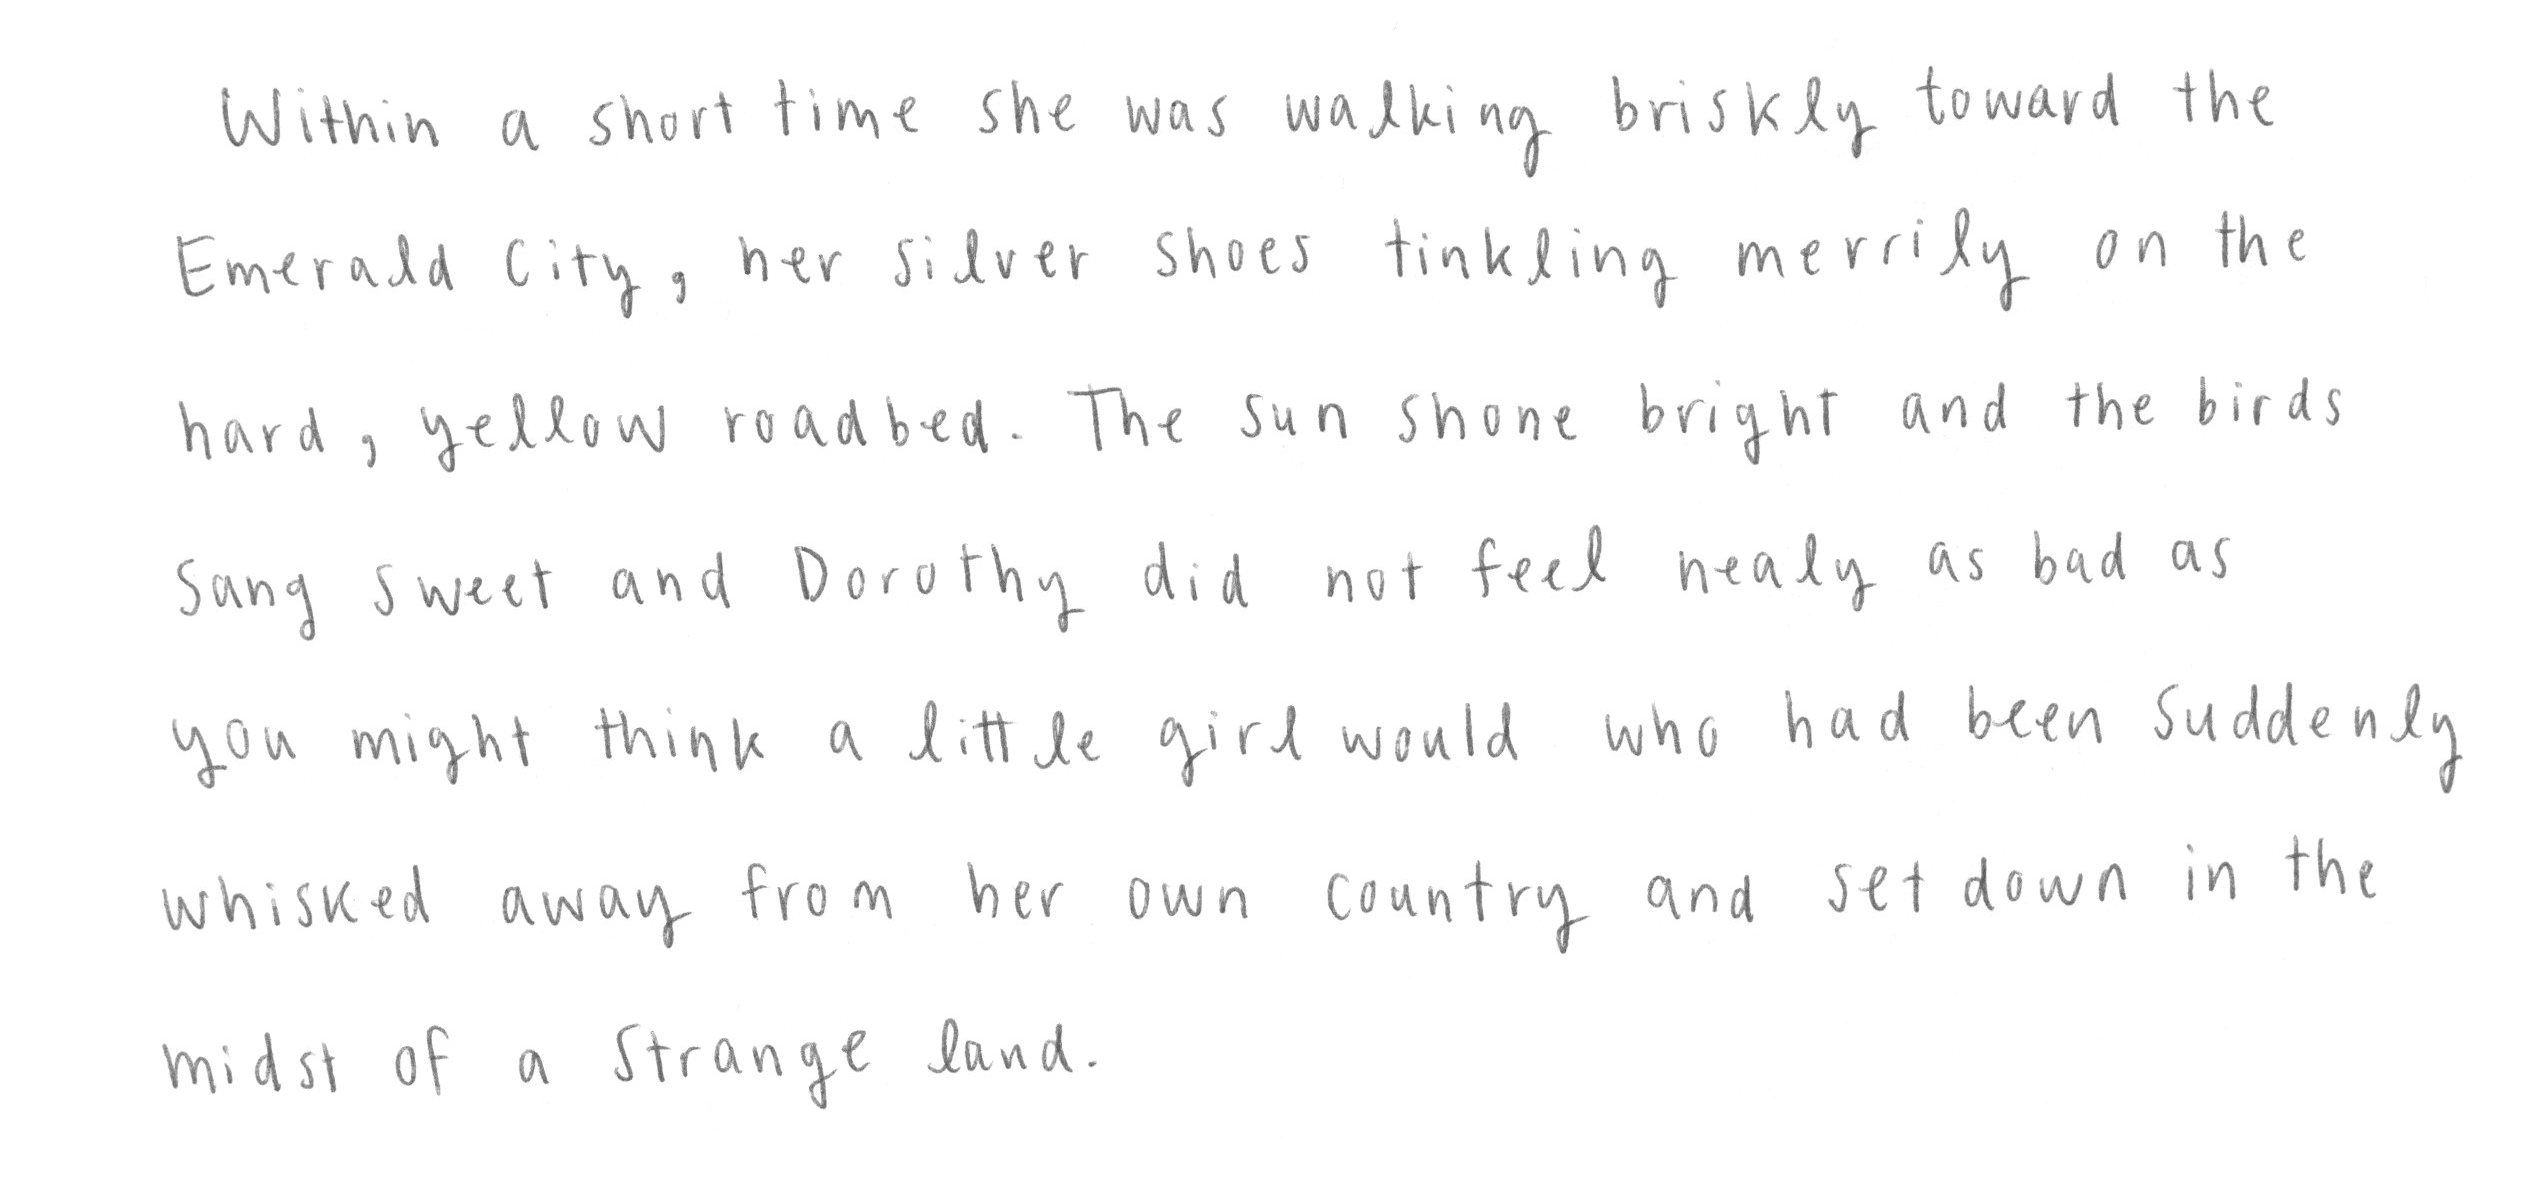 Within a short time she was walking briskly toward the
Emerald City, her silver shoes tinkling merrily on the
hard, yellow roadbed. The sun shone bright and the birds
sang sweet and Dorothy did not feel nealy as bad as
you might think a little girl would who had been suddenly
whisked away from her own country and set down in the
midst of a strange land.